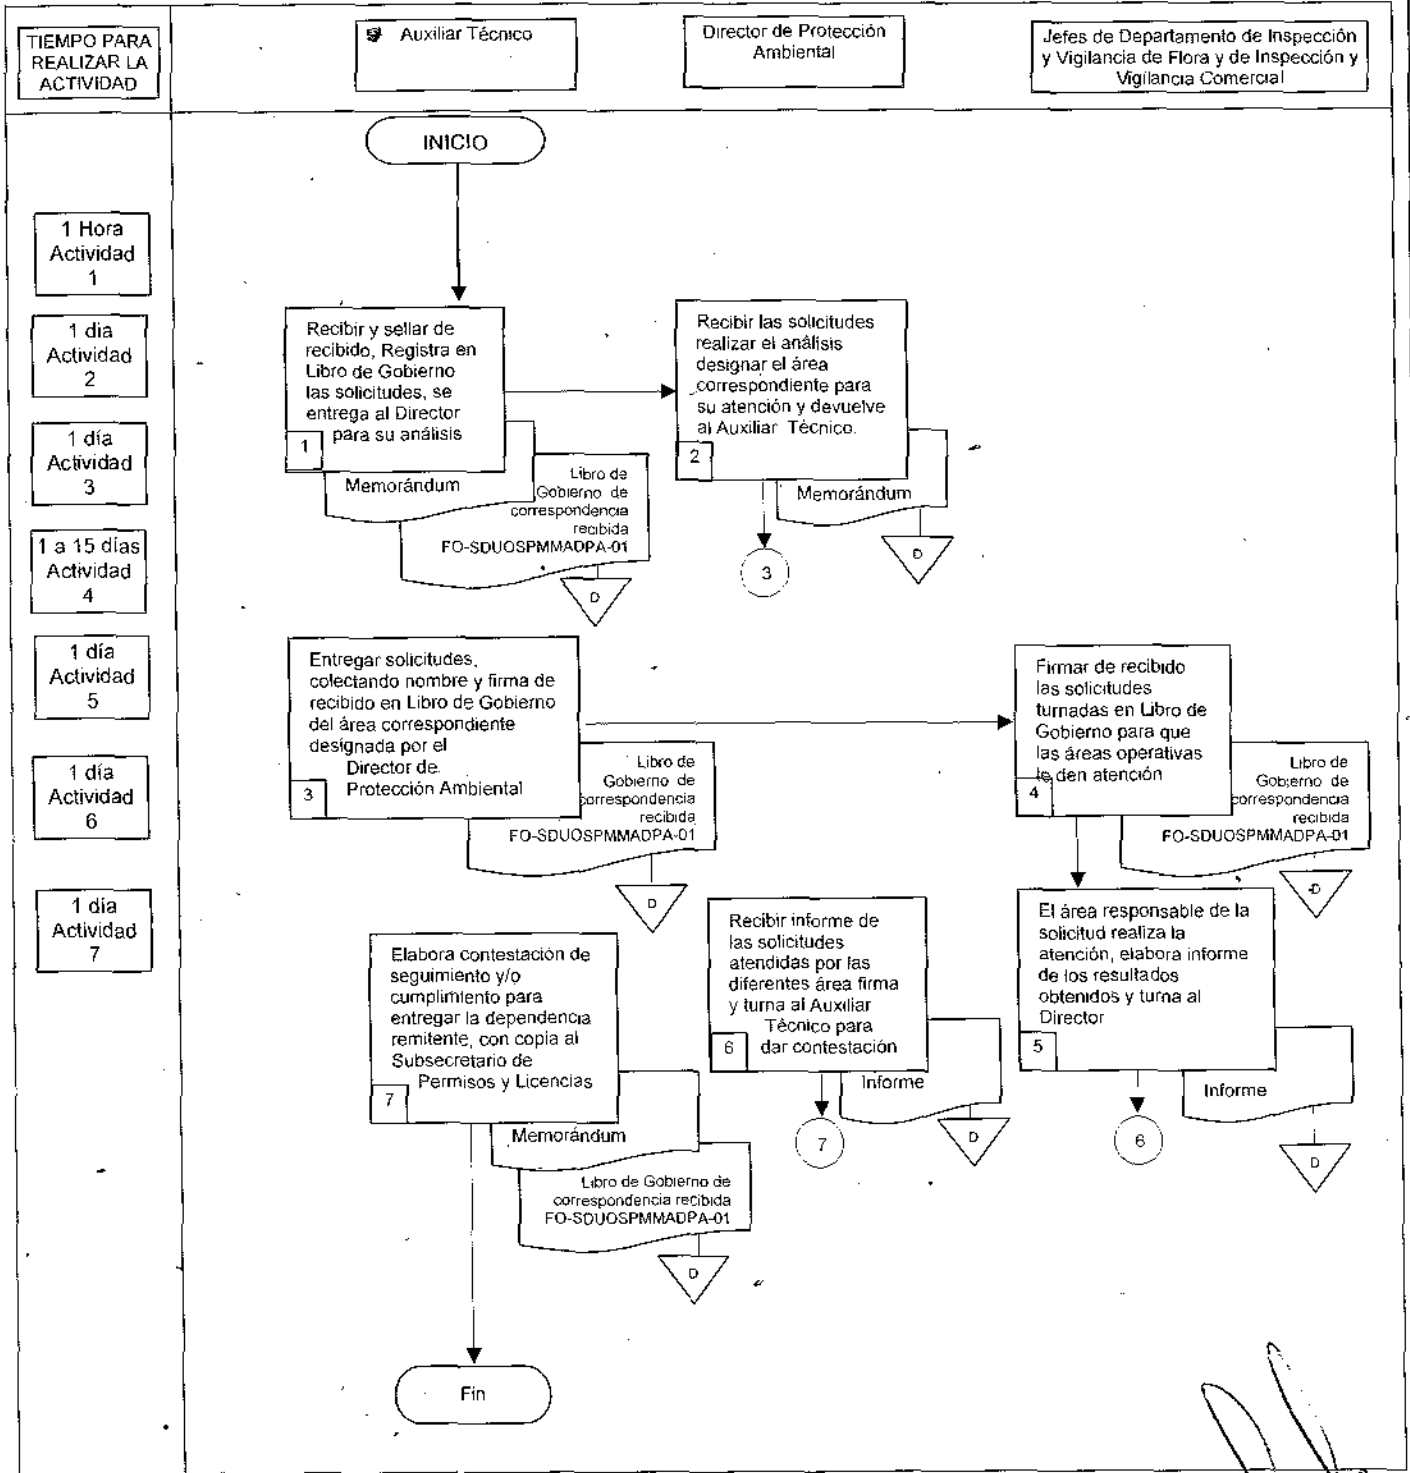 TIEMPO PARA
REALIZAR LA
ACTIVIDAD
Auxiliar Técnico
Director de Protección
Ambiental
Jefes de Departamento de Inspección
y Vigilancia de Flora y de Inspección y
Vigilancia Comercial
INICIO
1 Hora
Actividad
1
1 día
Actividad
2
1 día
Actividad
3
1 a 15 días
Actividad
4
1 día
Actividad
5
1 día
Actividad
6
1 día
Actividad
7
Recibir y sellar de
recibido, Registra en
Libro de Gobierno
las solicitudes, se
entrega al Director
para su análisis
1
Memorándum
Libro de
Gobierno de
correspondencia
recibida
FO-SDUOSPMMADPA-01
D
Recibir las solicitudes
realizar el análisis
designar el área
correspondiente para
su atención y devuelve
al Auxiliar Técnico.
2
Memorándum
D
3
Entregar solicitudes,
colectando nombre y firma de
recibido en Libro de Gobierno
del área correspondiente
designada por el
Director de.
Protección Ambiental
3
Libro de
Gobierno de
correspondencia
recibida
FO-SDUOSPMMADPA-01
D
Firmar de recibido
las solicitudes
turnadas en Libro de
Gobierno para que
las áreas operativas
le den atención
4
Libro de
Gobierno de
correspondencia
recibida
FO-SDUOSPMMADPA-01
D
El área responsable de la
solicitud realiza la
atención, elabora informe
de los resultados
obtenidos y turna al
Director
5
Informe
D
6
Recibir informe de
las solicitudes
atendidas por las
diferentes área firma
y turna al Auxiliar
Técnico para
dar contestación
6
Informe
D
7
Elabora contestación de
seguimiento y/o
cumplimiento para
entregar la dependencia
remitente, con copia al
Subsecretario de
Permisos y Licencias
7
Memorándum
Libro de Gobierno de
correspondencia recibida
FO-SDUOSPMMADPA-01
D
Fin